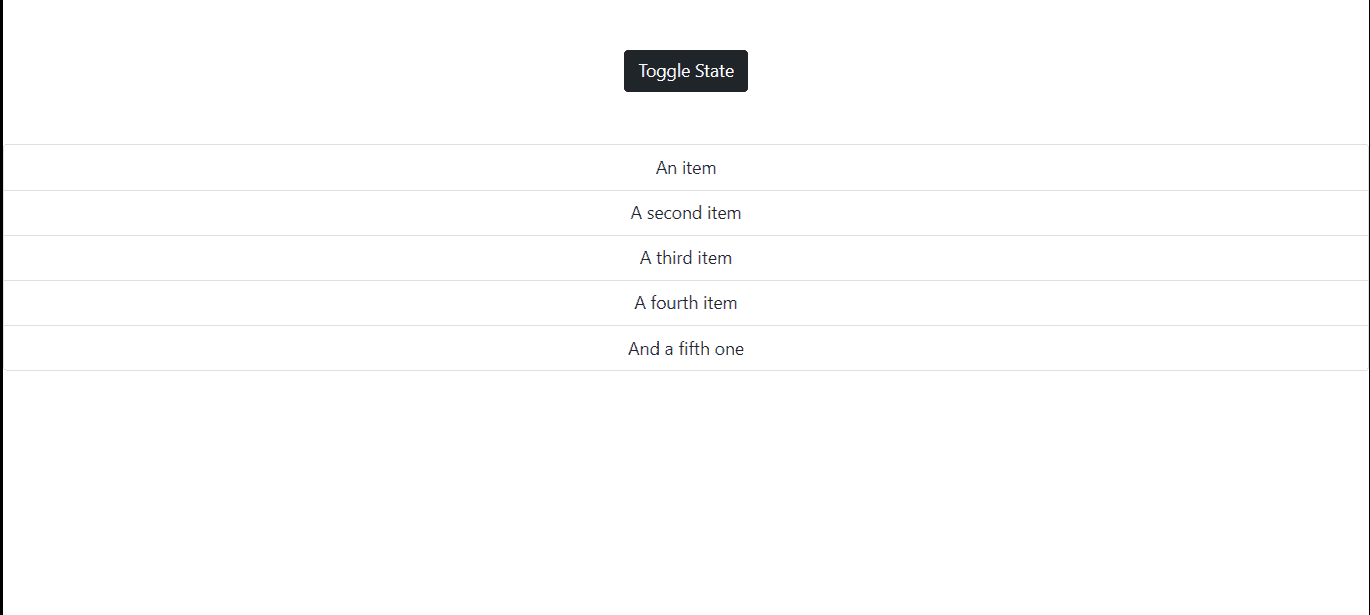 Toggle State
An item
A second item
A third item
A fourth item
And a fifth one